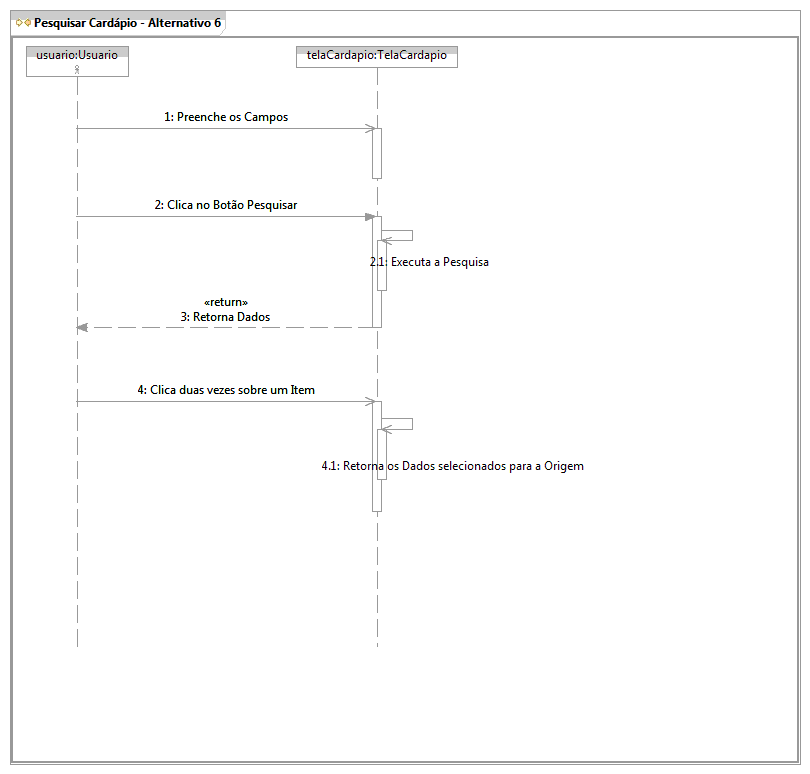 Pesquisar Cardápio - Alternativo 6
usuario:Usuario
telaCardapio:TelaCardapio
1: Preenche os Campos
2: Clica no Botão Pesquisar
2.1: Executa a Pesquisa
«return»
3: Retorna Dados
4: Clica duas vezes sobre um Item
4.1: Retorna os Dados selecionados para a Origem